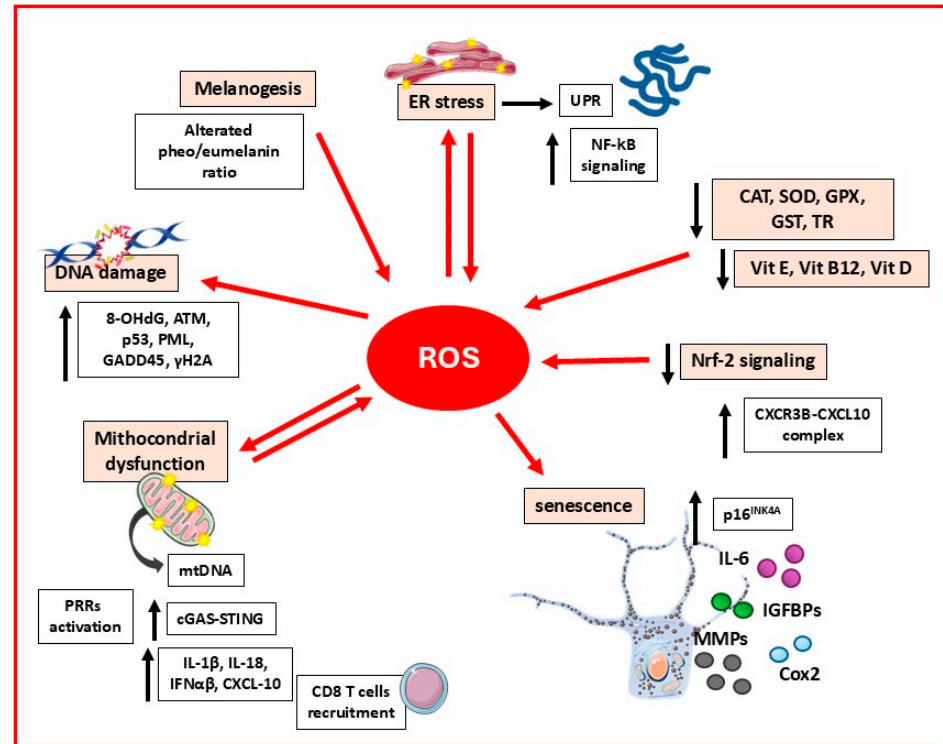 Melanogesis
Alterated
pheo/eumelanin
ratio
ER stress
UPR
NF-kB
signaling
CAT, SOD, GPX,
GST, TR
Vit E, Vit B12, Vit D
DNA damage
8-OHdG, ATM,
p53, PML,
GADD45, γH2A
ROS
Nrf-2 signaling
CXCR3B-CXCL10
complex
Mithocondrial
dysfunction
mtDNA
PRRs
activation
cGAS-STING
IL-1β, IL-18,
IFNαβ, CXCL-10
CD8 T cells
recruitment
senescence
p16INK4A
IL-6
IGFBPs
MMPs
Cox2